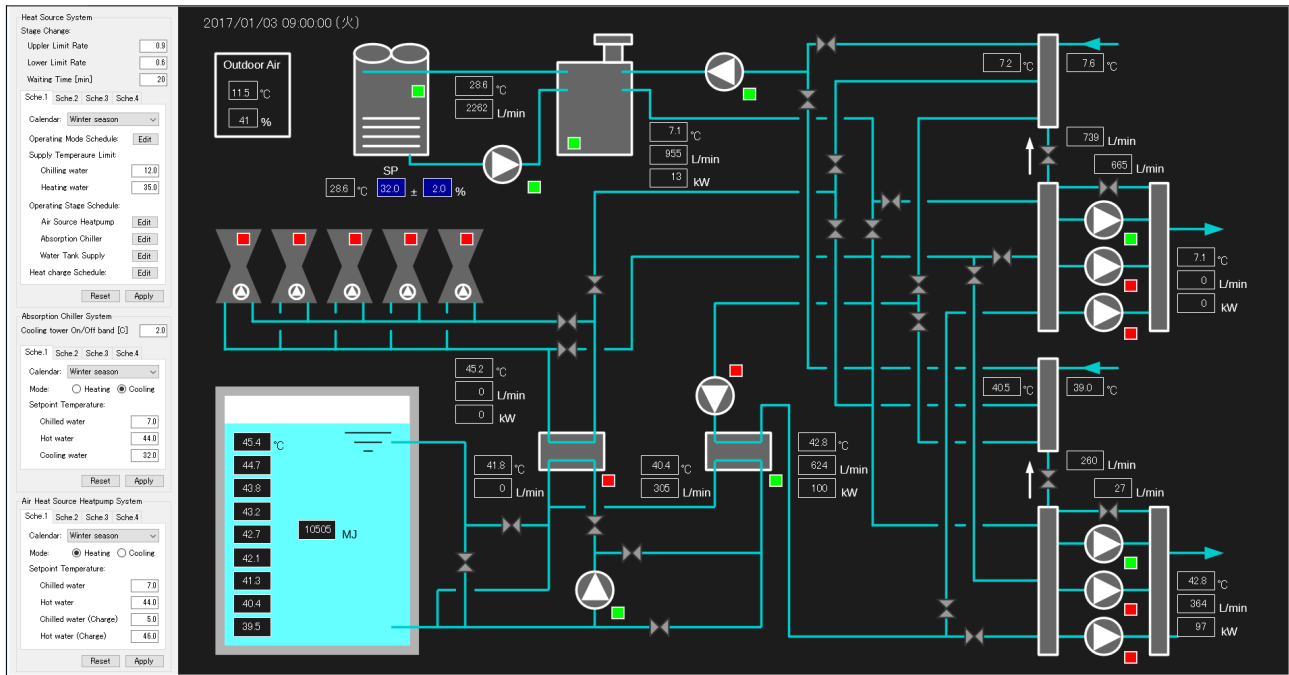 Heat Source System
Stage Change:
Uppler Limit Rate 0.9
Lower Limit Rate 0.6
Waiting Time [min] 20
Sche.1 Sche.2 Sche.3 Sche.4
Calendar: Winter season
Operating Mode Schedule: Edit
Supply Temperaure Limit:
Chilling water 12.0
Heating water 35.0
Operating Stage Schedule:
Air Source Heatpump Edit
Absorption Chiller Edit
Water Tank Supply Edit
Heat charge Schedule: Edit
Reset Apply
Absorption Chiller System
Cooling tower On/Off band [C] 2.0
Sche.1 Sche.2 Sche.3 Sche.4
Calendar: Winter season
Mode: Heating Cooling
Setpoint Temperature:
Chilled water 7.0
Hot water 44.0
Cooling water 32.0
Reset Apply
Air Heat Source Heatpump System
Sche.1 Sche.2 Sche.3 Sche.4
Calendar: Winter season
Mode: Heating Cooling
Setpoint Temperature:
Chilled water 7.0
Hot water 44.0
Chilled water (Charge) 5.0
Hot water (Charge) 46.0
Reset Apply
2017/01/03 09:00:00 (火)
Outdoor Air
11.5 ℃
41 %
28.6 ℃
2262 L/min
SP
28.6 ℃ 32.0 ± 2.0 %
7.1 ℃
955 L/min
13 kW
7.2 ℃ 7.6 ℃
739 L/min
665 L/min
7.1 ℃
0 L/min
0 kW
45.2 ℃
0 L/min
0 kW
40.5 ℃ 39.0 ℃
45.4 ℃
44.7
43.8
43.2
42.7
42.1
41.3
40.4
39.5
10505 MJ
41.8 ℃
0 L/min
40.4 ℃
305 L/min
42.8 ℃
624 L/min
100 kW
260 L/min
27 L/min
42.8 ℃
364 L/min
97 kW